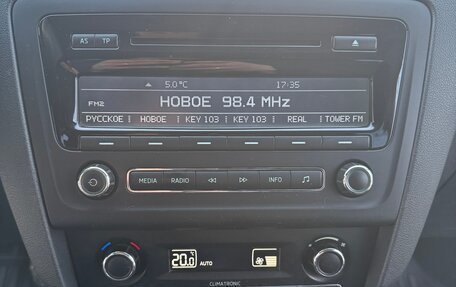 AS TP
5.0°C 17:35
FM2 НОВОЕ 98.4 MHz
РУССКОЕ НОВОЕ KEY 103 KEY 103 REAL TOWER FM
MEDIA RADIO INFO
20.0° AUTO
CLIMATRONIC